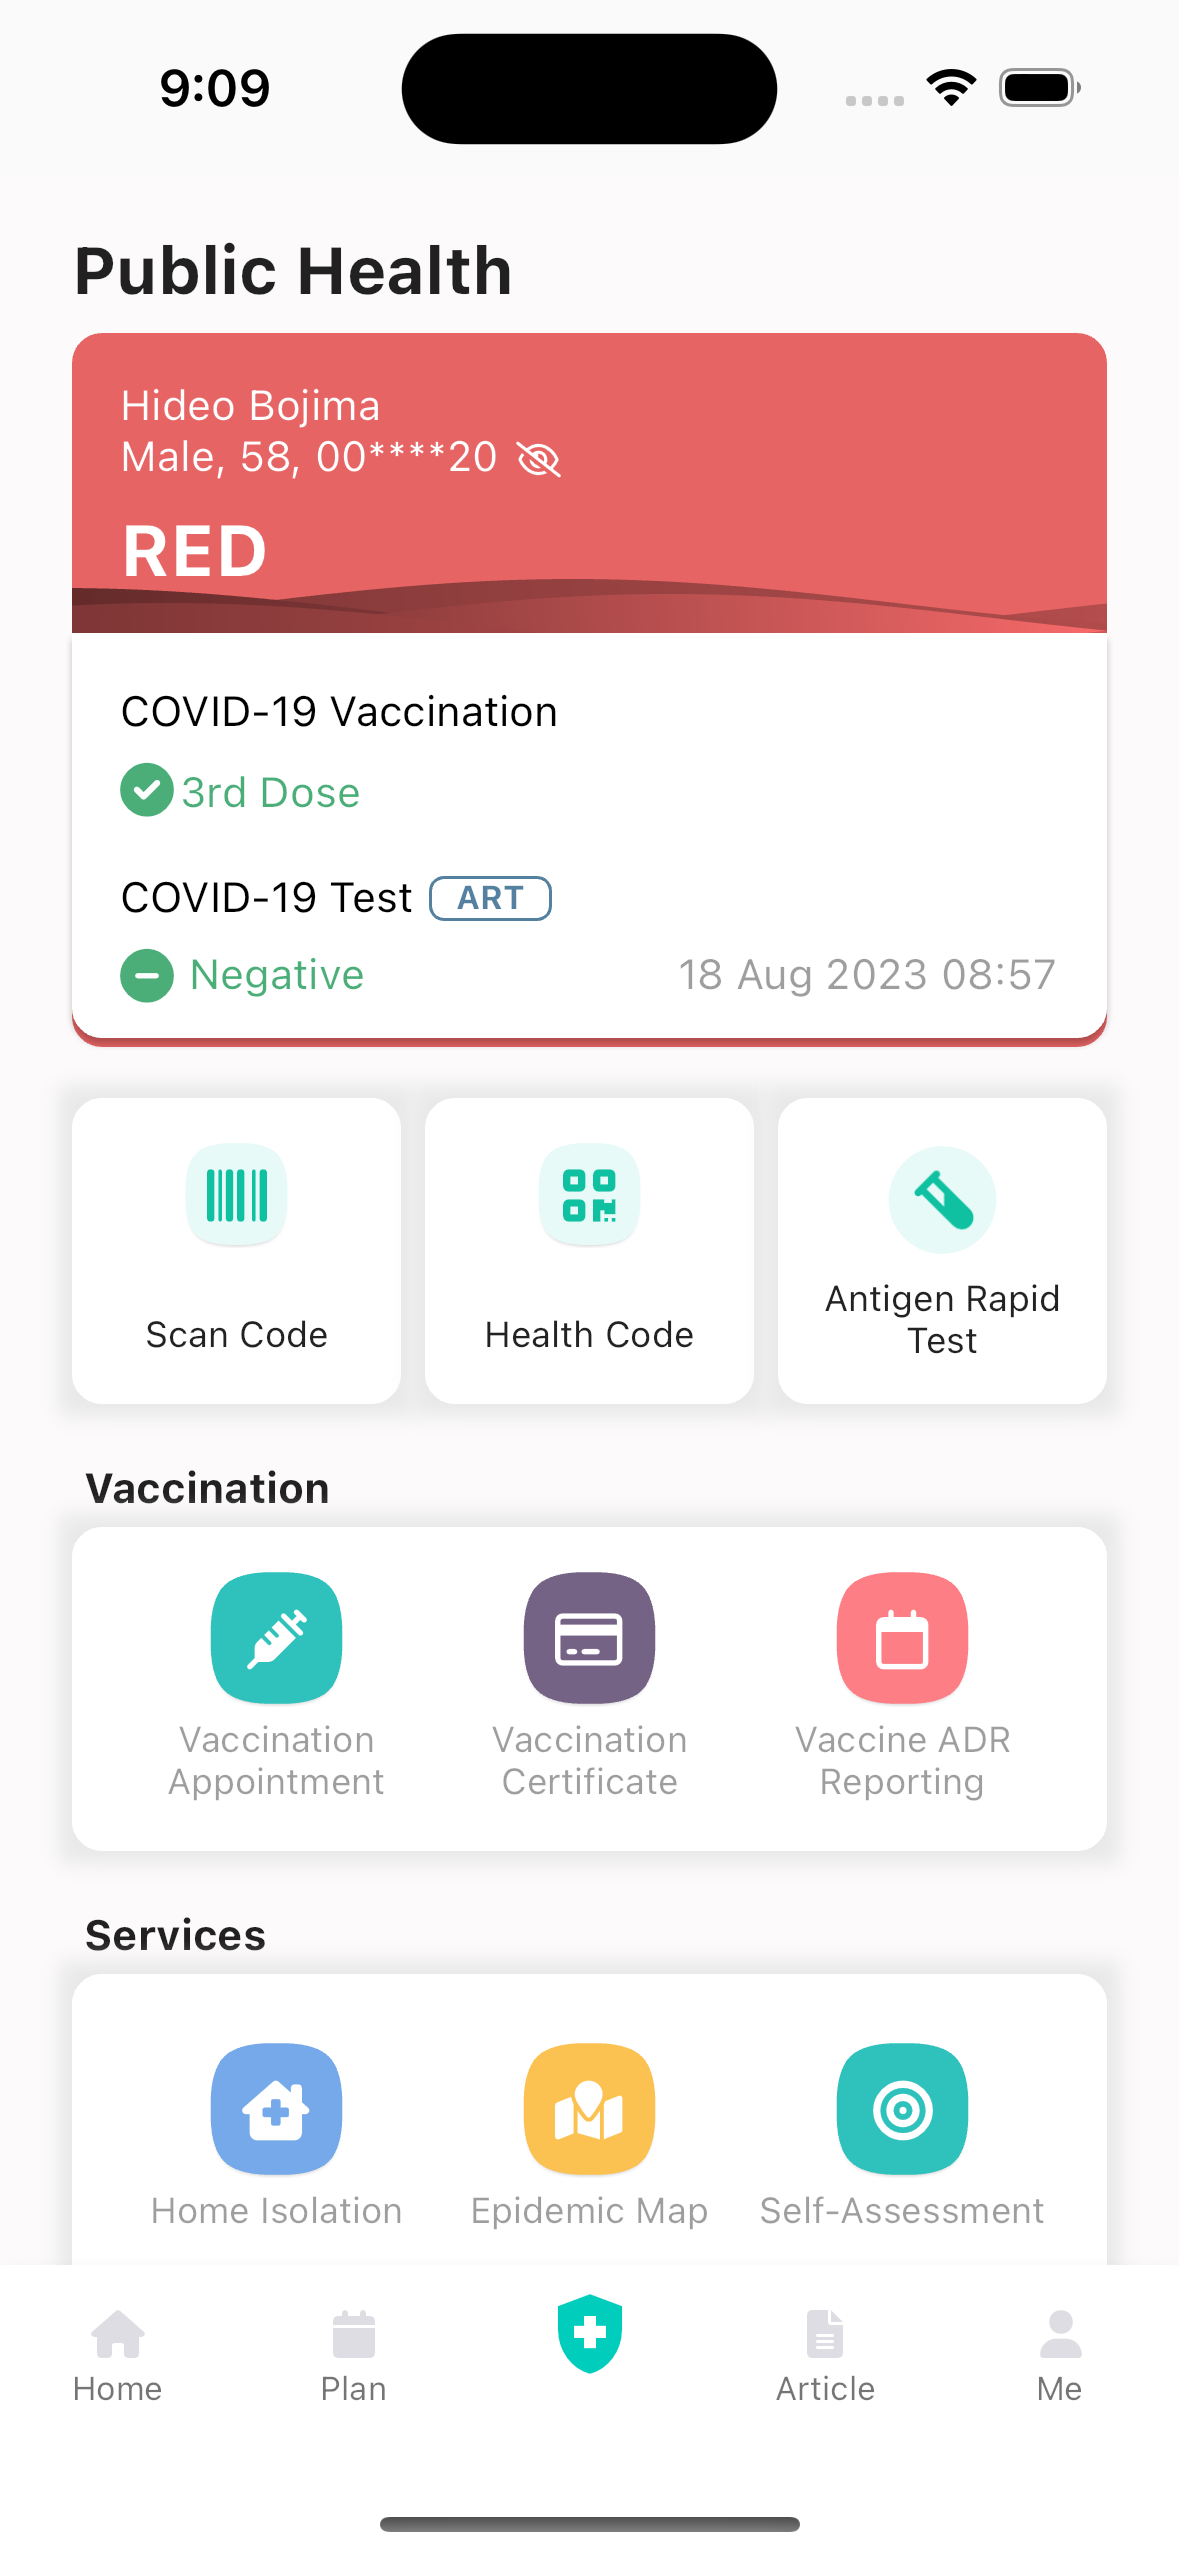 9:09
Public Health
Hideo Bojima
Male, 58, 00****20
RED
COVID-19 Vaccination
3rd Dose
COVID-19 Test ART
Negative 18 Aug 2023 08:57
Scan Code
Health Code
Antigen Rapid
Test
Vaccination
Vaccination
Appointment
Vaccination
Certificate
Vaccine ADR
Reporting
Services
Home Isolation
Epidemic Map
Self-Assessment
Home
Plan
Article
Me